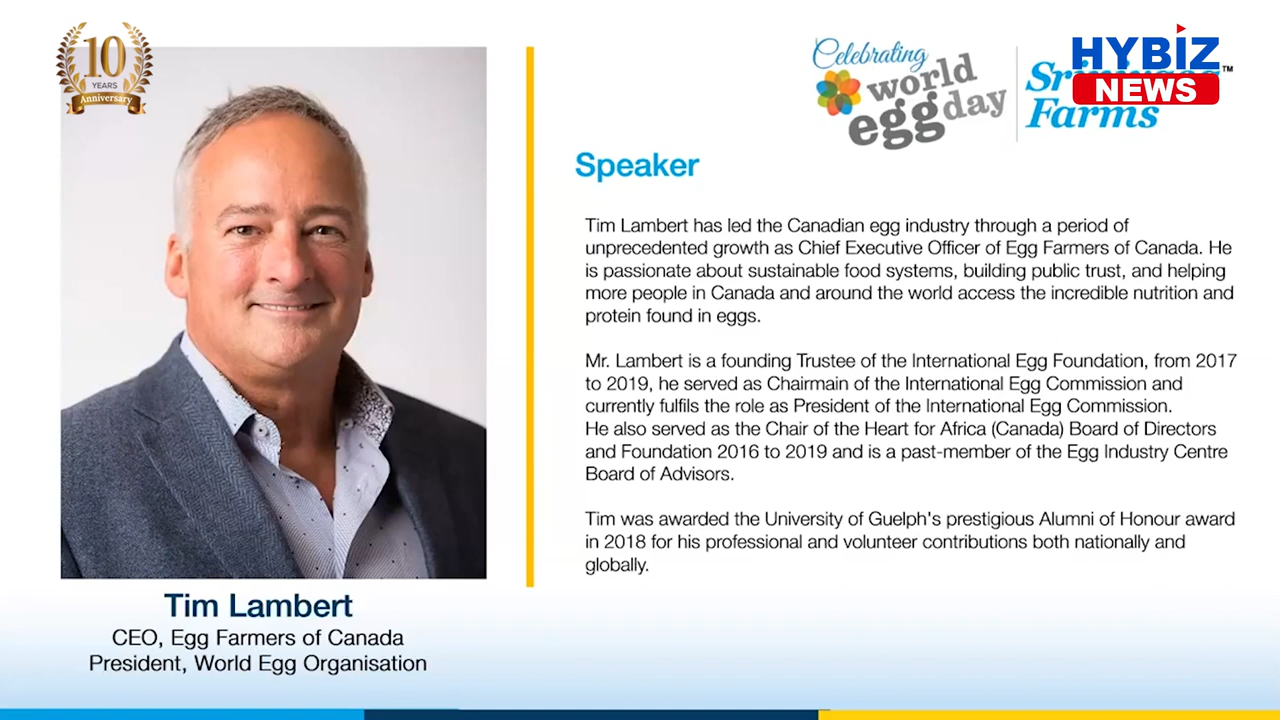 10
YEARS
Anniversary
Celebrating
world
egg day
Farms
TM
HYBIZ
NEWS
Speaker
Tim Lambert has led the Canadian egg industry through a period of
unprecedented growth as Chief Executive Officer of Egg Farmers of Canada. He
is passionate about sustainable food systems, building public trust, and helping
more people in Canada and around the world access the incredible nutrition and
protein found in eggs.
Mr. Lambert is a founding Trustee of the International Egg Foundation, from 2017
to 2019, he served as Chairmain of the International Egg Commission and
currently fulfils the role as President of the International Egg Commission.
He also served as the Chair of the Heart for Africa (Canada) Board of Directors
and Foundation 2016 to 2019 and is a past-member of the Egg Industry Centre
Board of Advisors.
Tim was awarded the University of Guelph's prestigious Alumni of Honour award
in 2018 for his professional and volunteer contributions both nationally and
globally.
Tim Lambert
CEO, Egg Farmers of Canada
President, World Egg Organisation